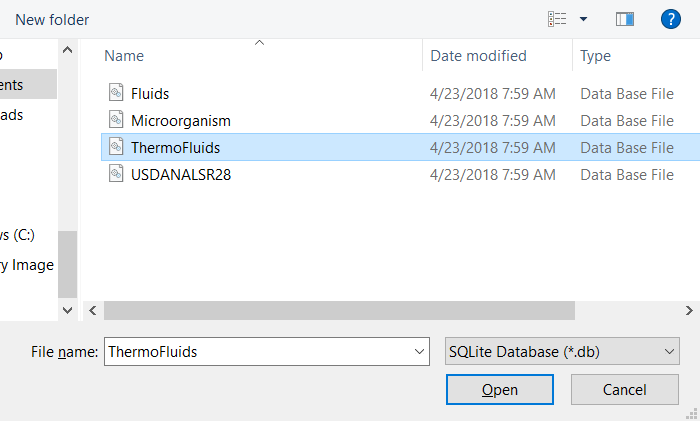 New folder
?
Name Date modified Type
ents
ads
ws (C:)
ry Image
Fluids 4/23/2018 7:59 AM Data Base File
Microorganism 4/23/2018 7:59 AM Data Base File
ThermoFluids 4/23/2018 7:59 AM Data Base File
USDANALSR28 4/23/2018 7:59 AM Data Base File
File name: ThermoFluids SQLite Database (*.db)
Open Cancel